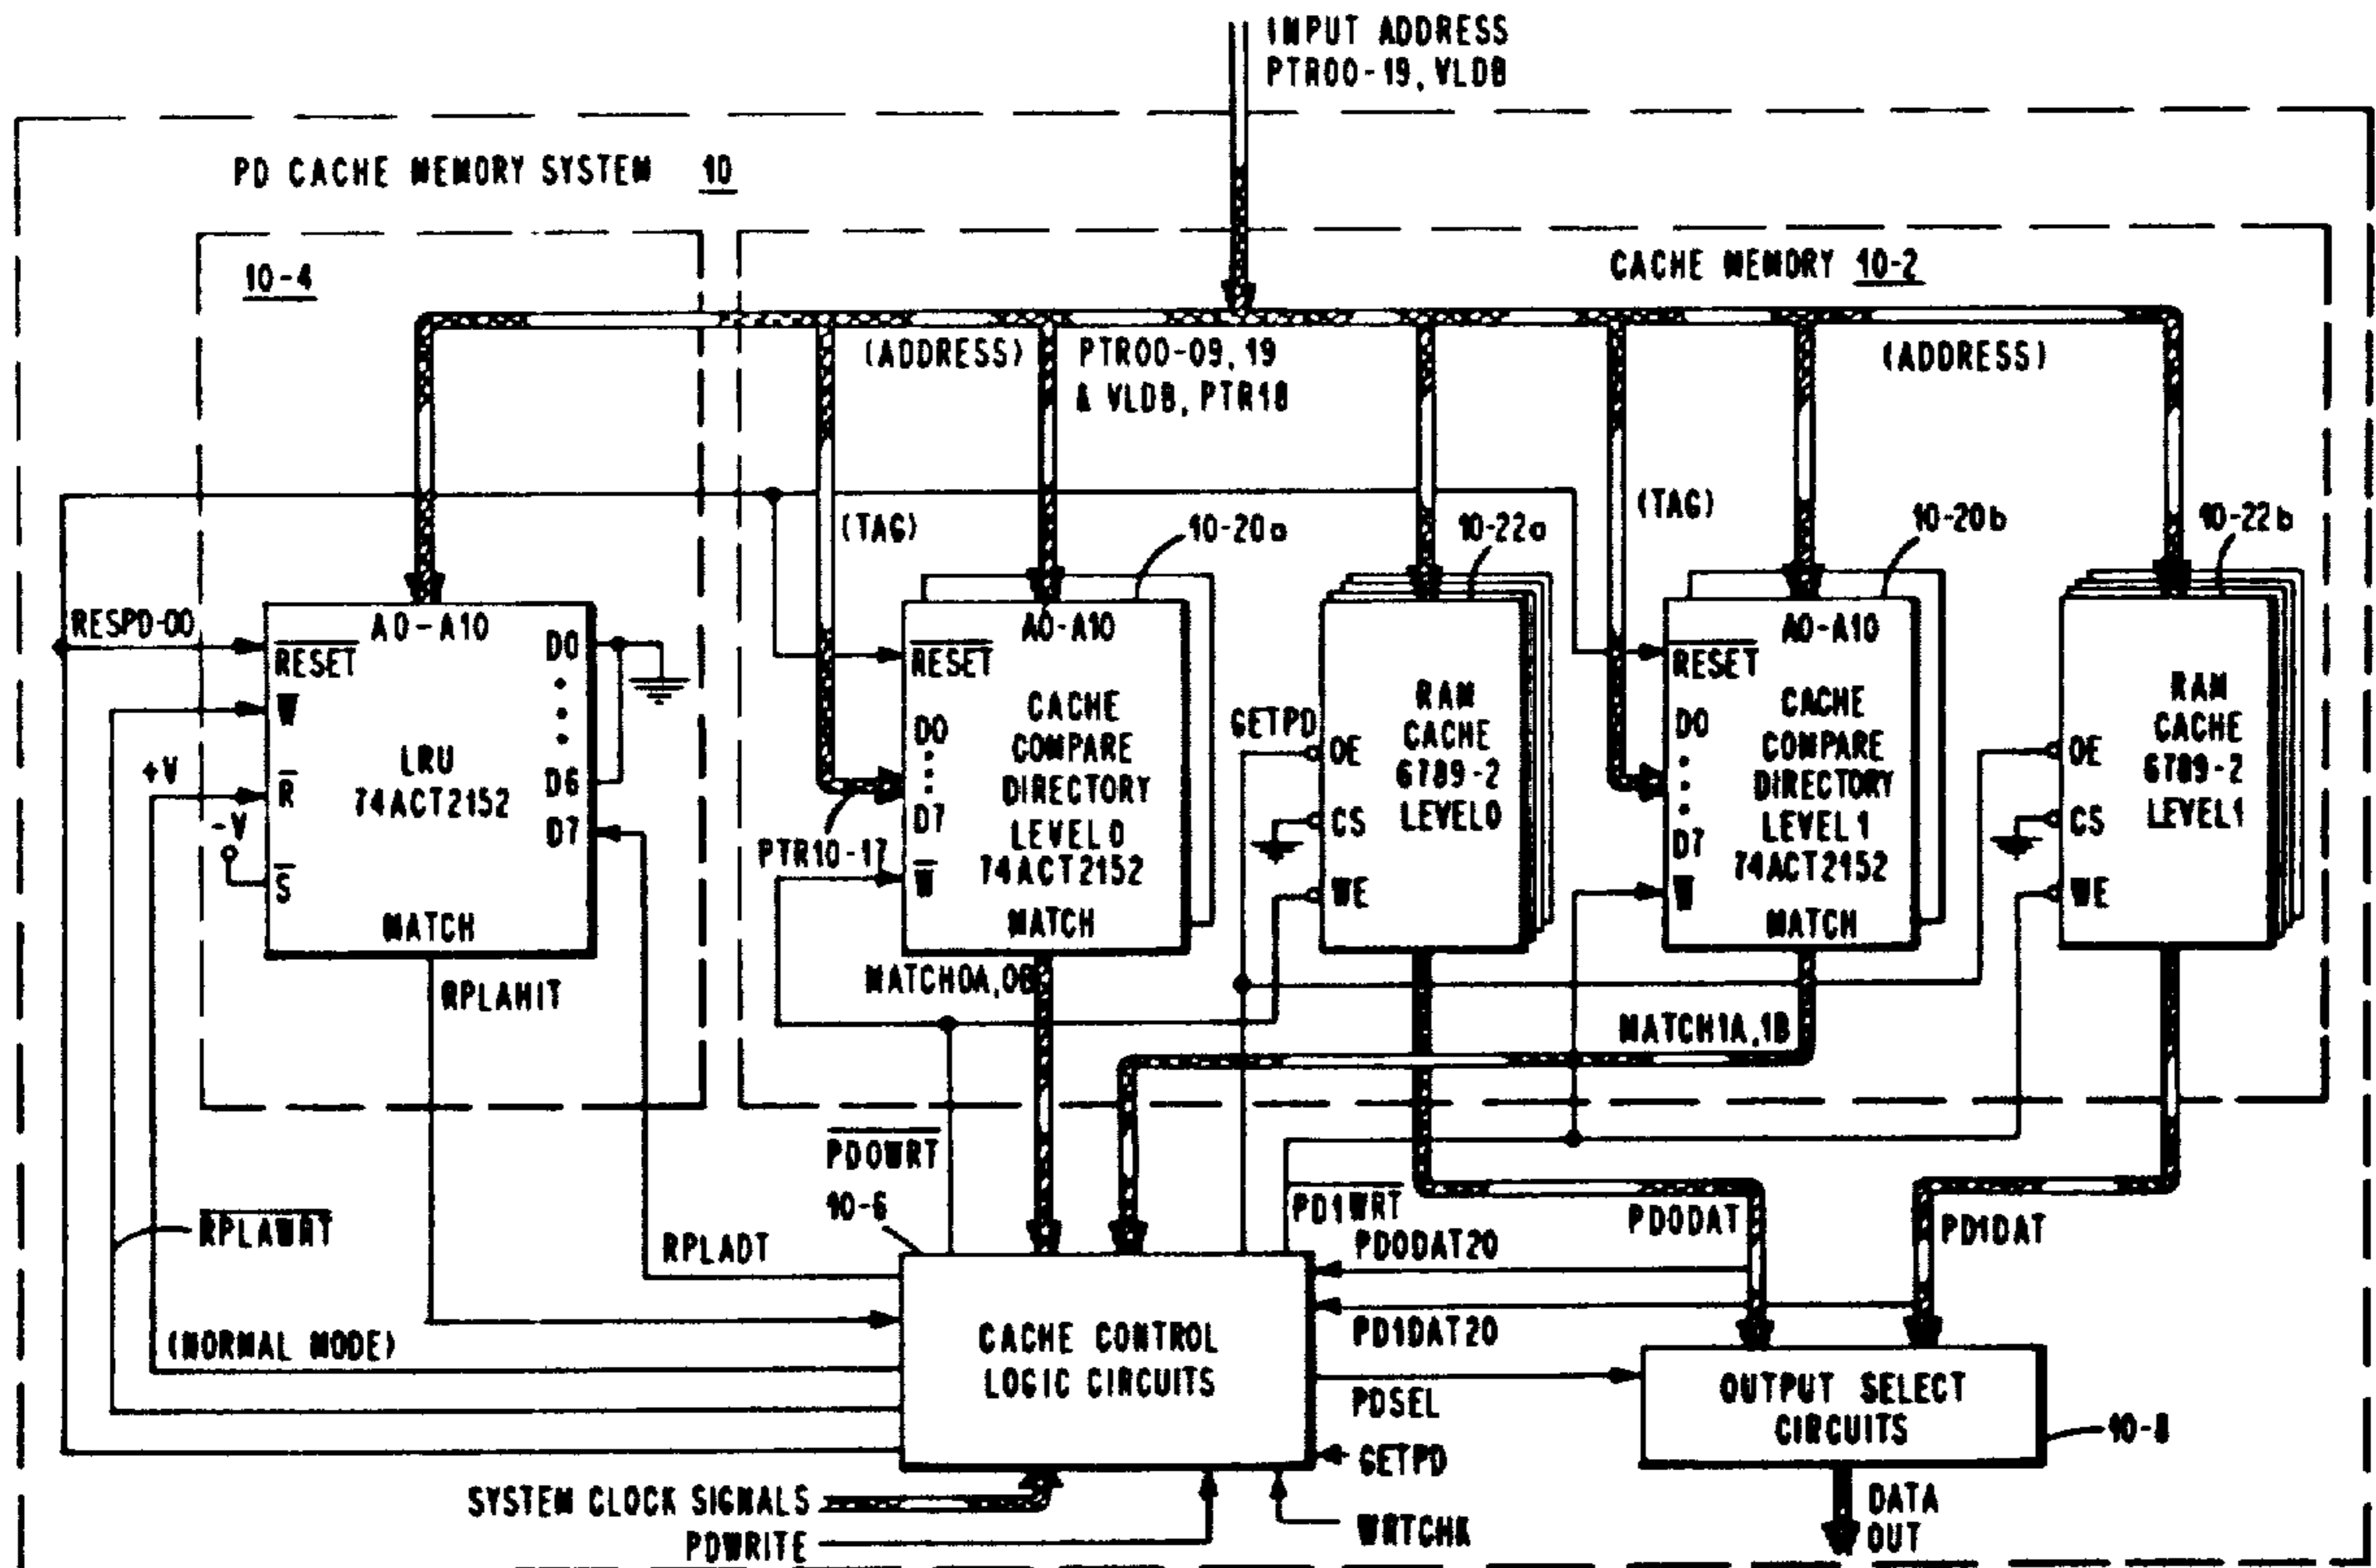 INPUT ADDRESS
PTR00-19, VLDB
PD CACHE MEMORY SYSTEM 10
10-4
CACHE MEMORY 10-2
(ADDRESS)
PTR00-09, 19
& VLDB, PTR18
(ADDRESS)
(TAG)
10-20a
10-22a
(TAG)
10-20b
10-22b
RESPD-00
A0-A10
RESET
W
+V
R
-V
S
LRU
74ACT2152
D0
D6
D7
MATCH
RPLAHIT
A0-A10
RESET
D0
D7
W
CACHE
COMPARE
DIRECTORY
LEVEL 0
74ACT2152
MATCH
PTR10-17
MATCH0A, 0B
GETPD
OE
CS
WE
RAM
CACHE
6789-2
LEVEL0
A0-A10
RESET
D0
D7
W
CACHE
COMPARE
DIRECTORY
LEVEL 1
74ACT2152
MATCH
MATCH1A, 1B
OE
CS
WE
RAM
CACHE
6789-2
LEVEL1
PD0WRT
10-6
RPLAWRT
RPLADT
PD1WRT
PD0DAT20
PD0DAT
PD1DAT
(NORMAL MODE)
CACHE CONTROL
LOGIC CIRCUITS
PD1DAT20
PDSEL
GETPD
OUTPUT SELECT
CIRCUITS
10-8
SYSTEM CLOCK SIGNALS
PDWRITE
WRTCHK
DATA
OUT